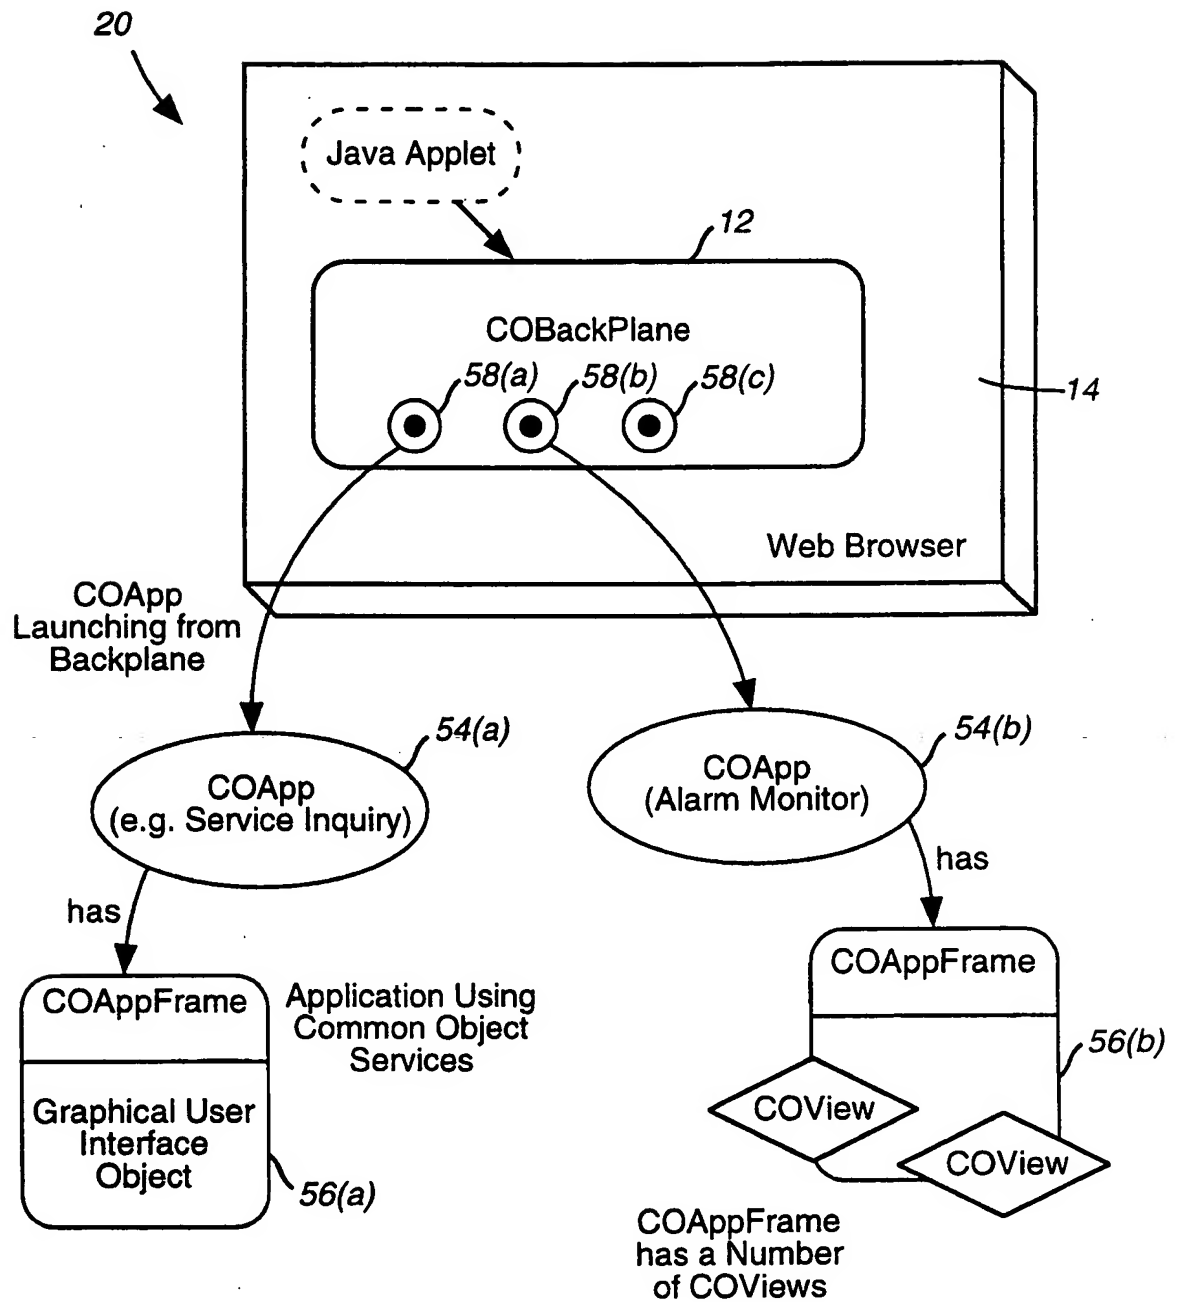 20
Java Applet
12
COBackPlane
58(a)
58(b)
58(c)
14
Web Browser
COApp
Launching from
Backplane
54(a)
COApp
(e.g. Service Inquiry)
54(b)
COApp
(Alarm Monitor)
has
has
COAppFrame
Application Using
Common Object
Services
Graphical User
Interface
Object
56(a)
COAppFrame
56(b)
COView
COView
COAppFrame
has a Number
of COViews